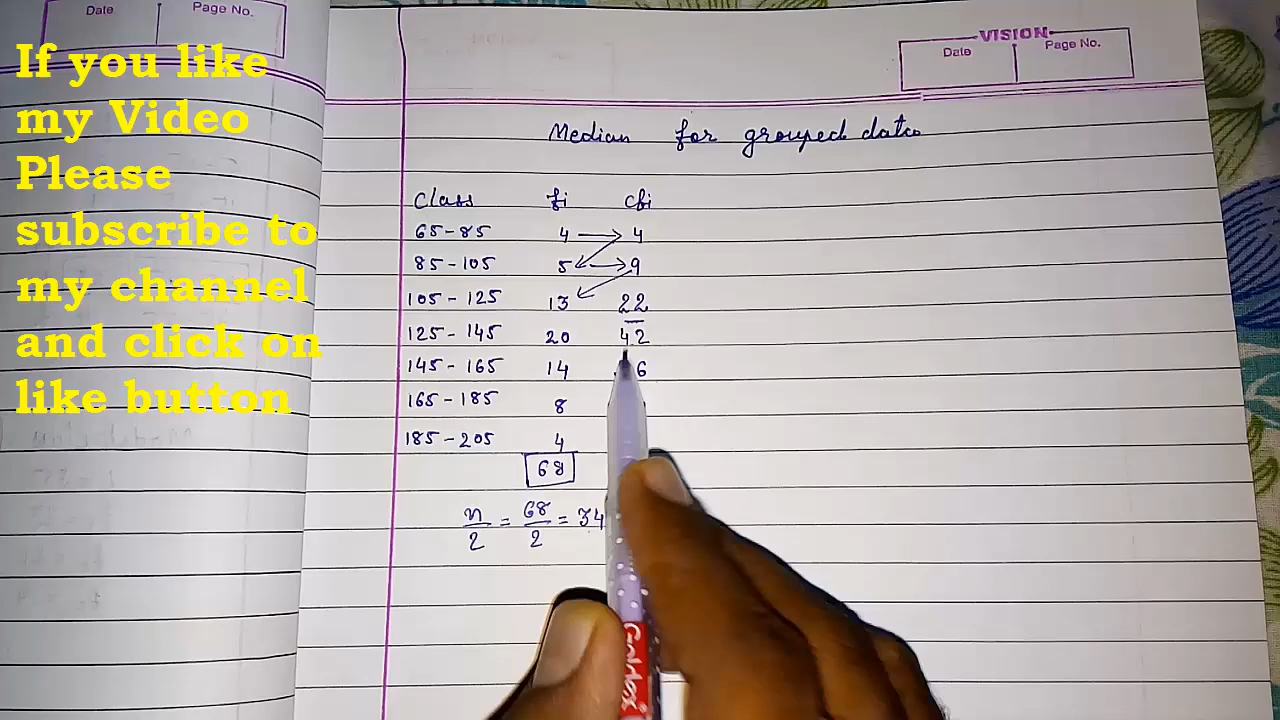 Date Page No.
If you like
my Video
Please
subscribe to
my channel
and click on
like button
VISION
Date Page No.
Median for grouped data
Class fi cfi
65-85 4 4
85-105 5 9
105-125 13 22
125-145 20 42
145-165 14 6
165-185 8
185-205 4
68
n/2 = 68/2 = 34